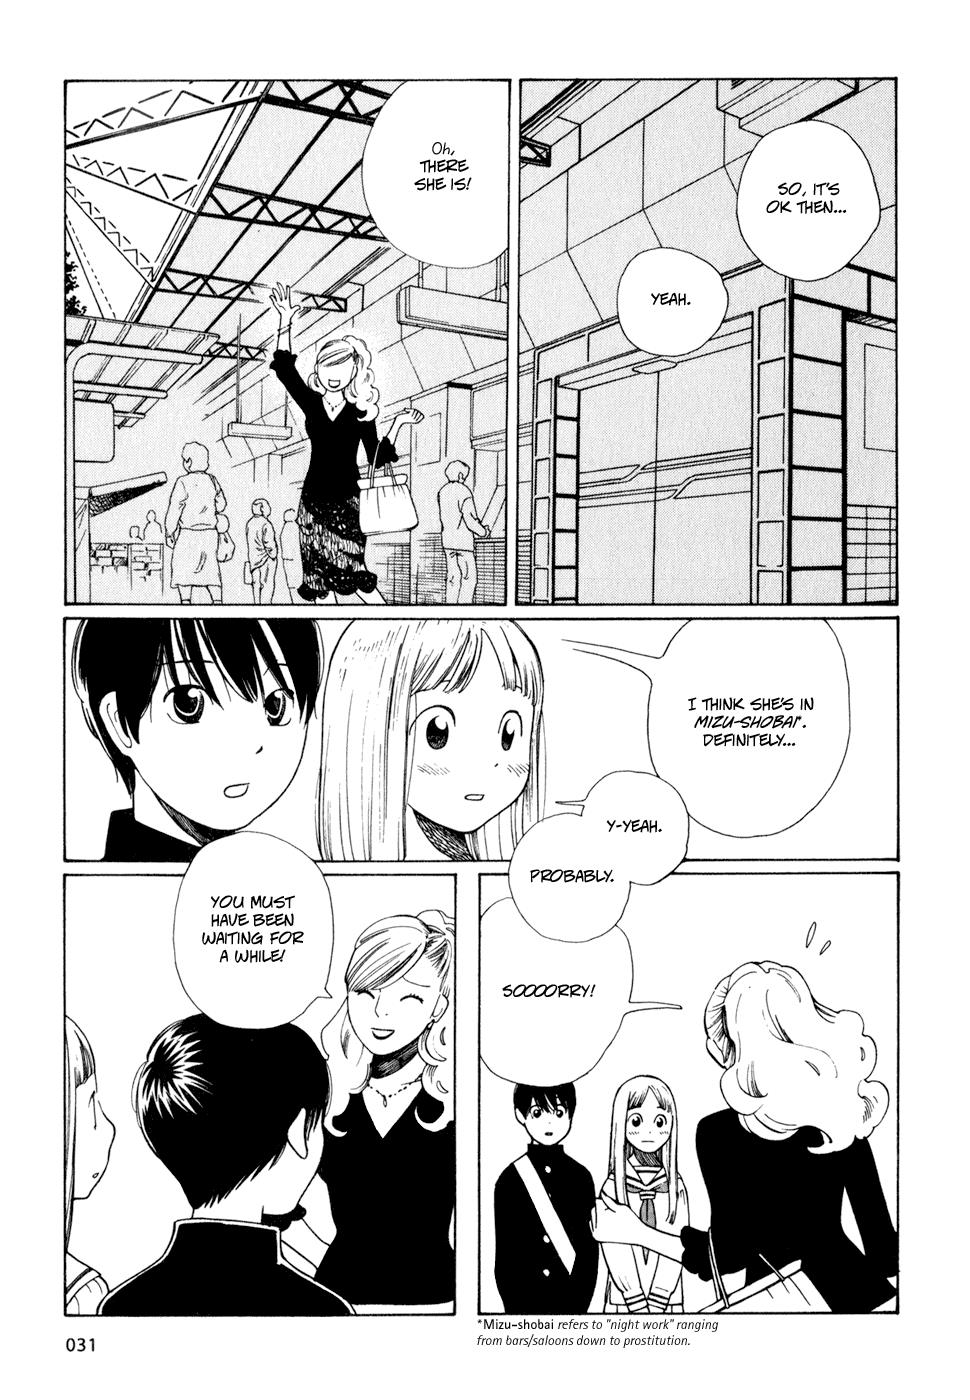 SO, IT'S
OK THEN...
YEAH.
Oh,
THERE
SHE IS!
I THINK SHE'S IN
MIZU-SHOBAI*.
DEFINITELY...
Y-YEAH.
PROBABLY.
SOOOORRY!
YOU MUST
HAVE BEEN
WAITING FOR
A WHILE!
*Mizu-shobai refers to "night work" ranging
from bars/saloons down to prostitution.
031